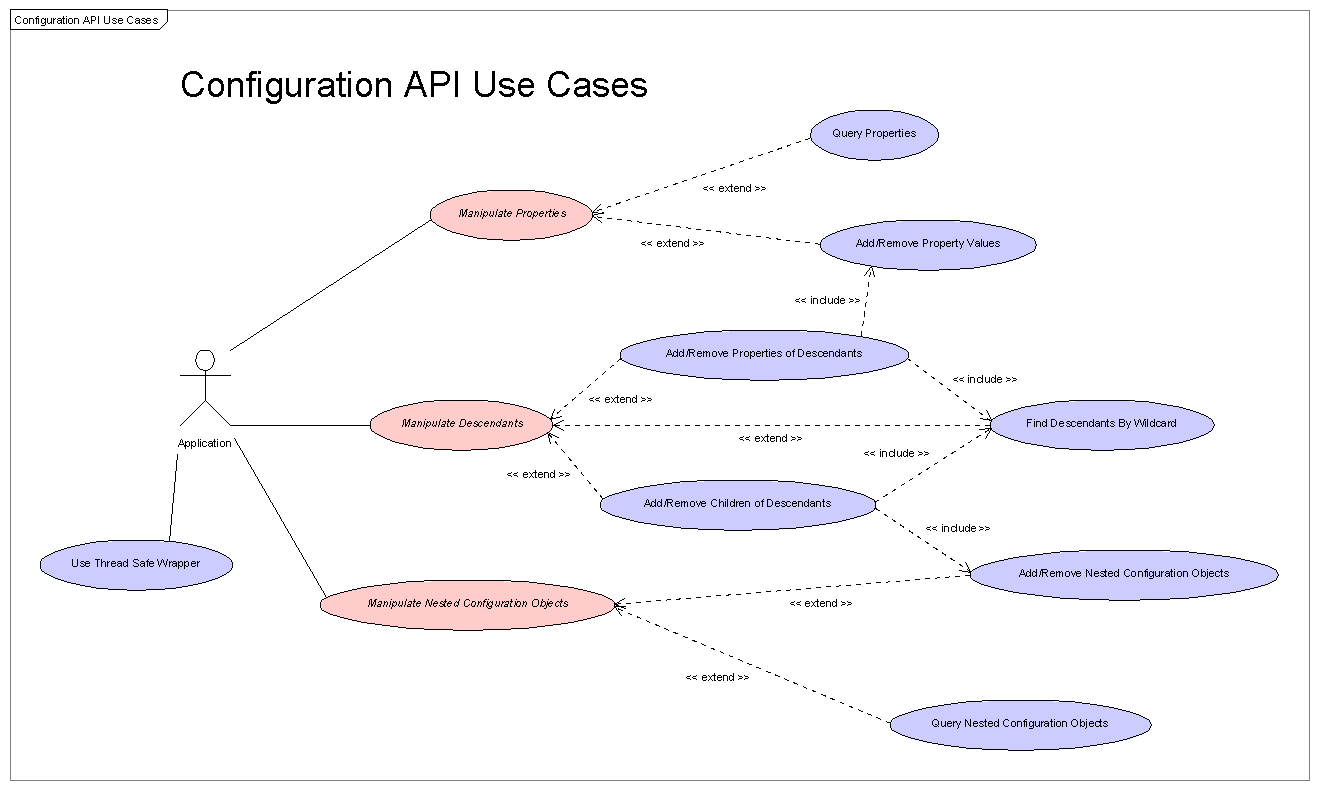 Configuration API Use Cases
Configuration API Use Cases
Query Properties
<< extend >>
Manipulate Properties
<< extend >>
Add/Remove Property Values
<< include >>
Add/Remove Properties of Descendants
<< include >>
<< extend >>
Manipulate Descendants
Find Descendants By Wildcard
<< extend >>
Application
<< include >>
<< extend >>
Add/Remove Children of Descendants
<< include >>
Use Thread Safe Wrapper
Add/Remove Nested Configuration Objects
Manipulate Nested Configuration Objects
<< extend >>
<< extend >>
Query Nested Configuration Objects